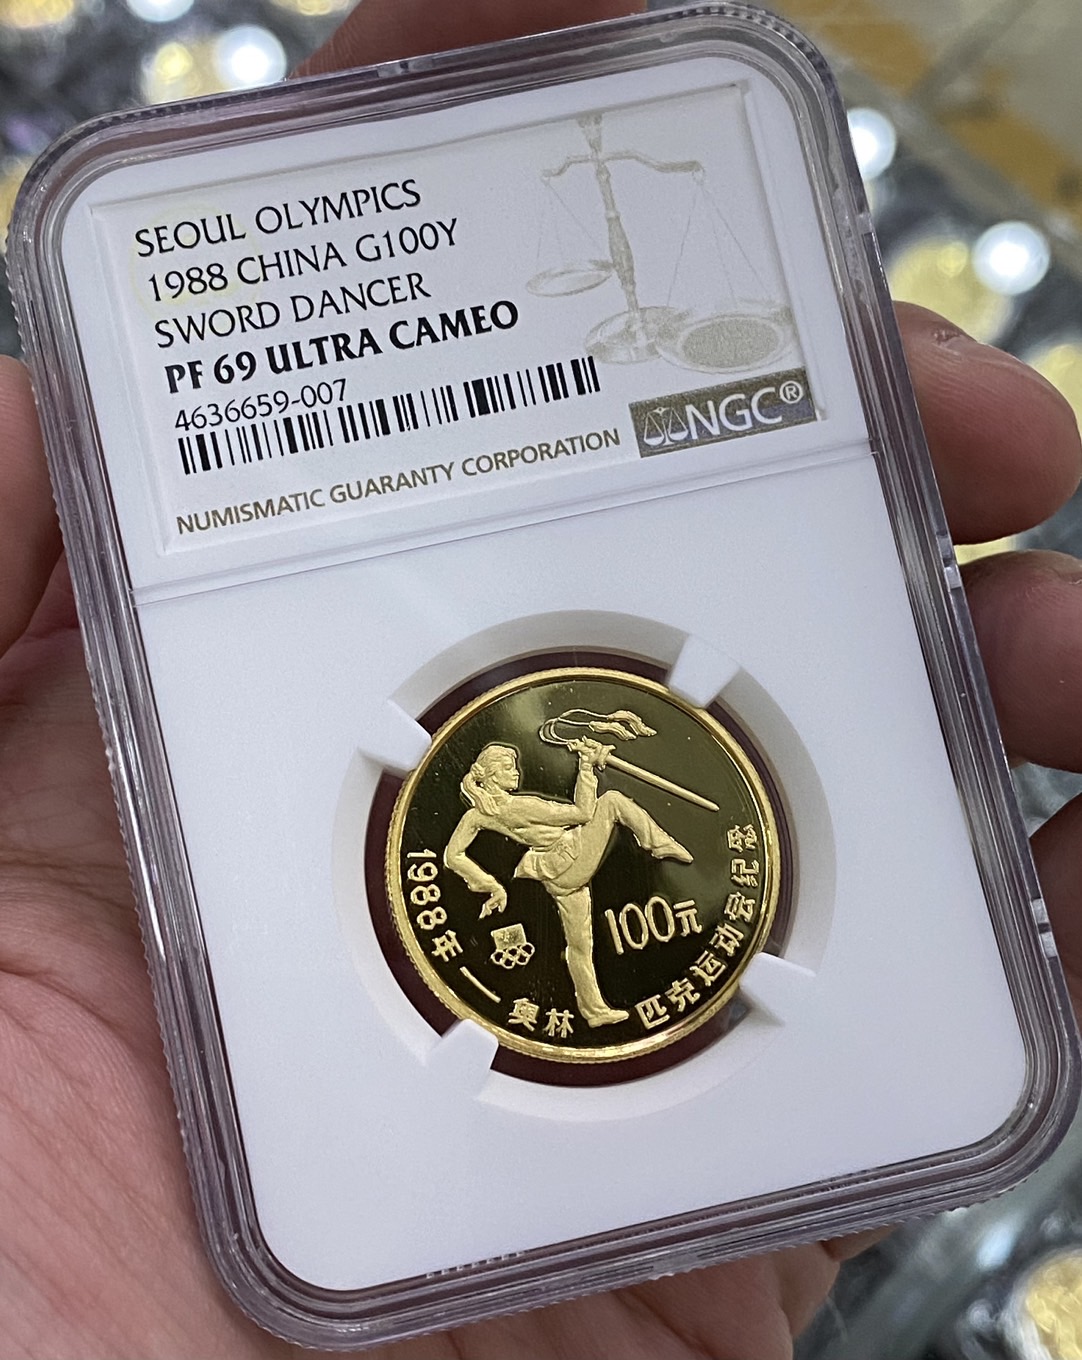 SEOUL OLYMPICS
1988 CHINA G100Y
SWORD DANCER
PF 69 ULTRA CAMEO
4636659-007
NGC®
NUMISMATIC GUARANTY CORPORATION
100元
1988年—奥林匹克运动会纪念